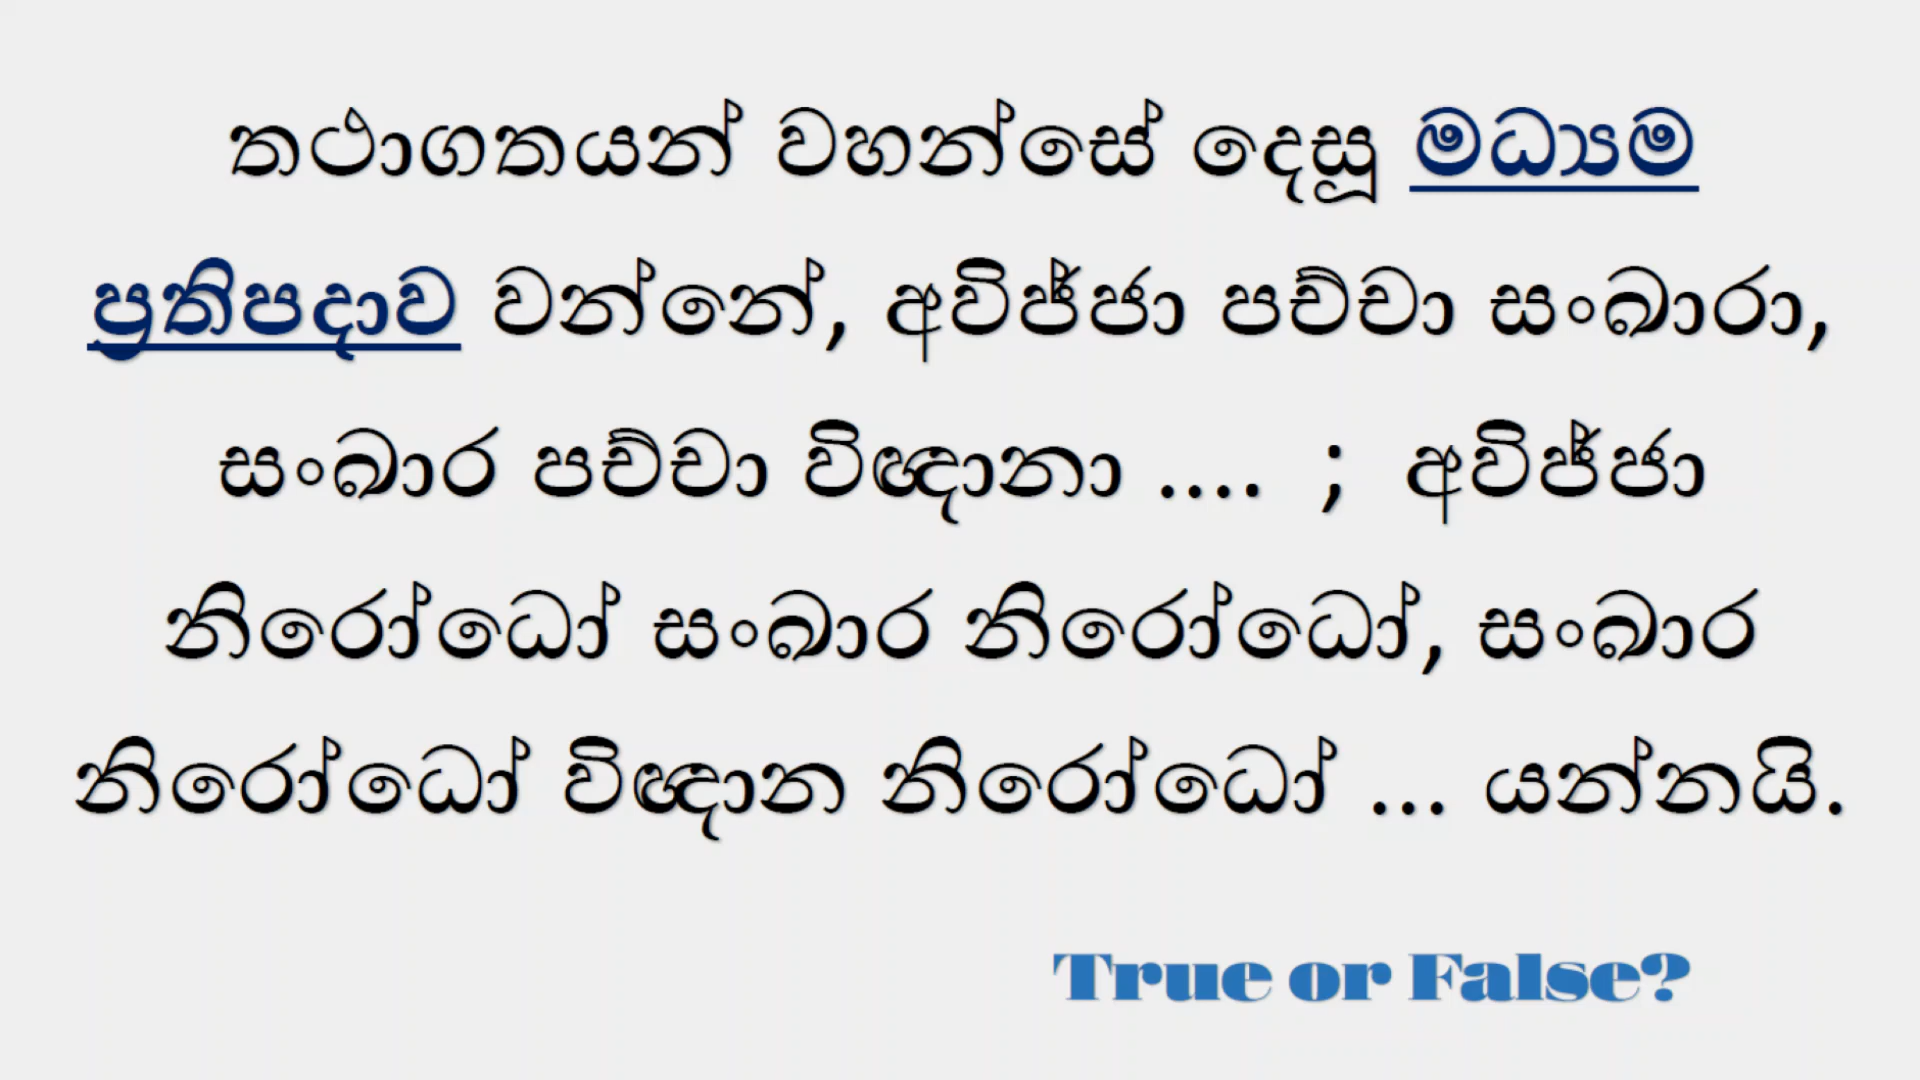 තථාගතයන් වහන්සේ දෙසූ මධ්‍යම
ප්‍රතිපදාව වන්නේ, අවිජ්ජා පච්චා සංඛාරා,
සංඛාර පච්චා විඥානා .... ; අවිජ්ජා
නිරෝධෝ සංඛාර නිරෝධෝ, සංඛාර
නිරෝධෝ විඥාන නිරෝධෝ ... යන්නයි.
True or False?